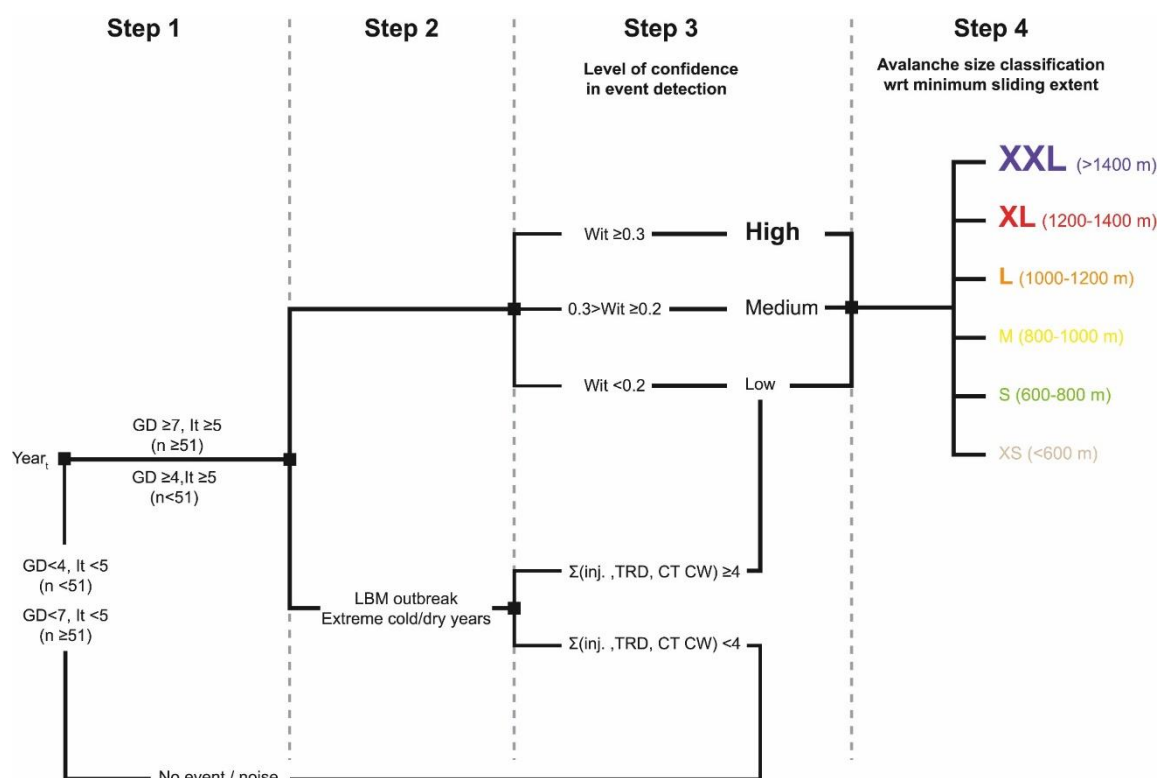 Step 1
Step 2
Step 3
Step 4
Level of confidence
in event detection
Avalanche size classification
wrt minimum sliding extent
XXL (>1400 m)
XL (1200-1400 m)
L (1000-1200 m)
M (800-1000 m)
S (600-800 m)
XS (<600 m)
Wit ≥0.3
High
0.3>Wit ≥0.2
Medium
Wit <0.2
Low
Year t
GD ≥7, It ≥5
(n ≥51)
GD ≥4,It ≥5
(n<51)
GD<4, It <5
(n <51)
GD<7, It <5
(n ≥51)
LBM outbreak
Extreme cold/dry years
Σ(inj. ,TRD, CT CW) ≥4
Σ(inj. ,TRD, CT CW) <4
No event / noise